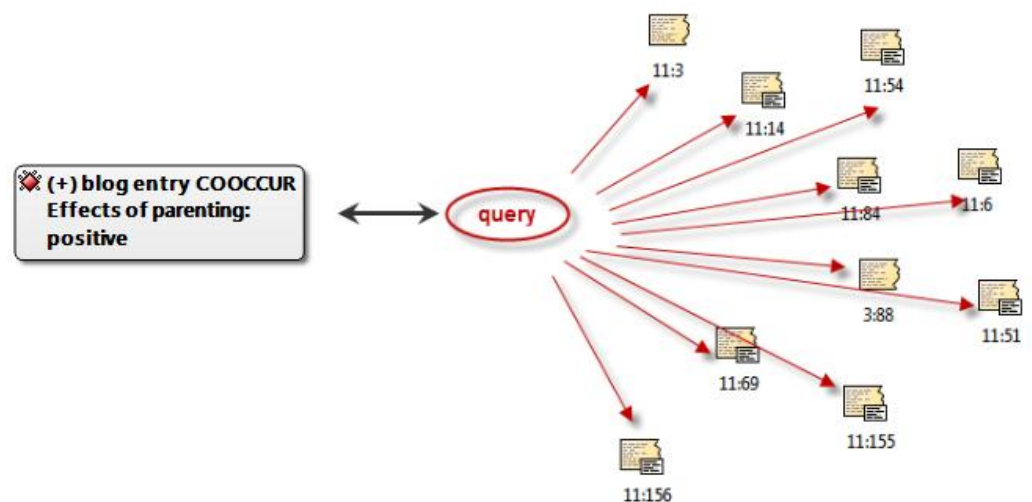 (+) blog entry COOCCUR
Effects of parenting:
positive
query
11:3
11:54
11:14
11:84
11:6
3:88
11:51
11:69
11:155
11:156